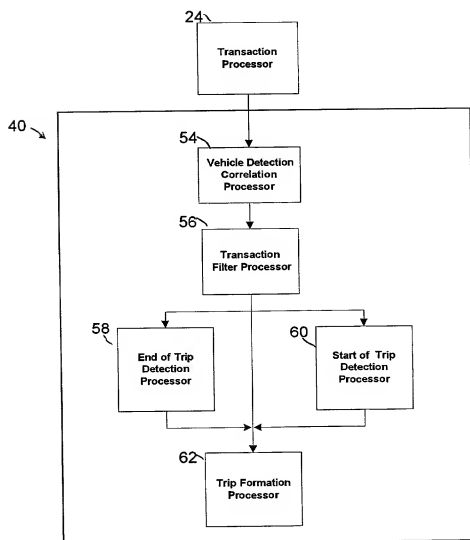 24
Transaction
Processor
40
54
Vehicle Detection
Correlation
Processor
56
Transaction
Filter Processor
58
End of Trip
Detection
Processor
60
Start of Trip
Detection
Processor
62
Trip Formation
Processor